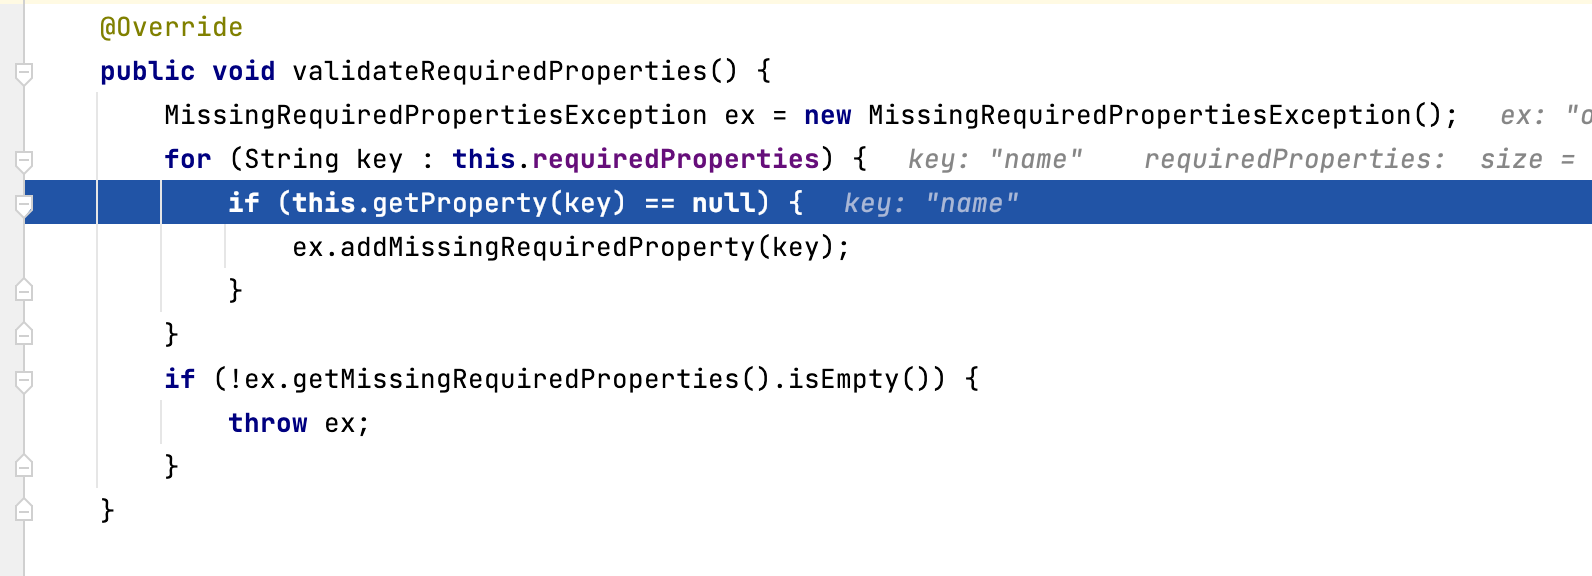 @Override
public void validateRequiredProperties() {
MissingRequiredPropertiesException ex = new MissingRequiredPropertiesException(); ex: "o
for (String key : this.requiredProperties) { key: "name" requiredProperties: size =
if (this.getProperty(key) == null) { key: "name"
ex.addMissingRequiredProperty(key);
}
}
if (!ex.getMissingRequiredProperties().isEmpty()) {
throw ex;
}
}